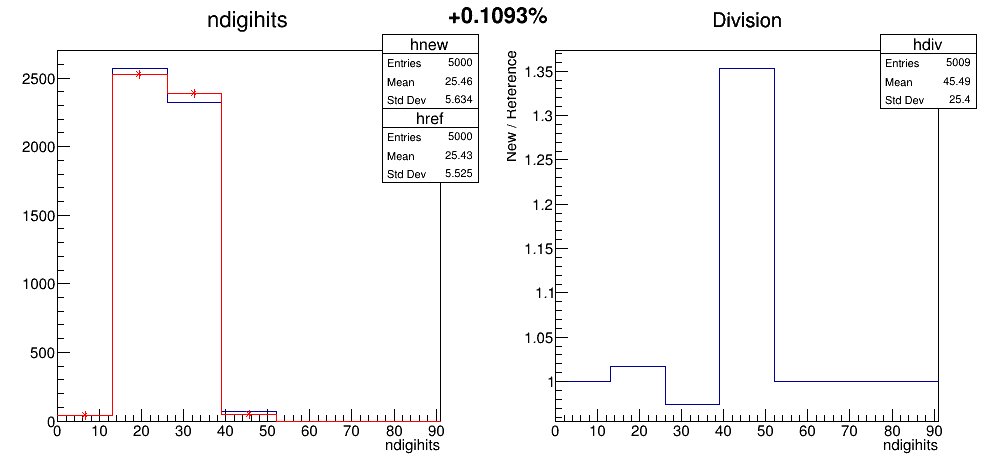 +0.1093%
ndigihits
hnew
Entries 5000
Mean 25.46
Std Dev 5.634
href
Entries 5000
Mean 25.43
Std Dev 5.525
2500
2000
1500
1000
500
0
0 10 20 30 40 50 60 70 80 90
ndigihits
Division
hdiv
Entries 5009
Mean 45.49
Std Dev 25.4
New / Reference
1.35
1.3
1.25
1.2
1.15
1.1
1.05
1
0 10 20 30 40 50 60 70 80 90
ndigihits